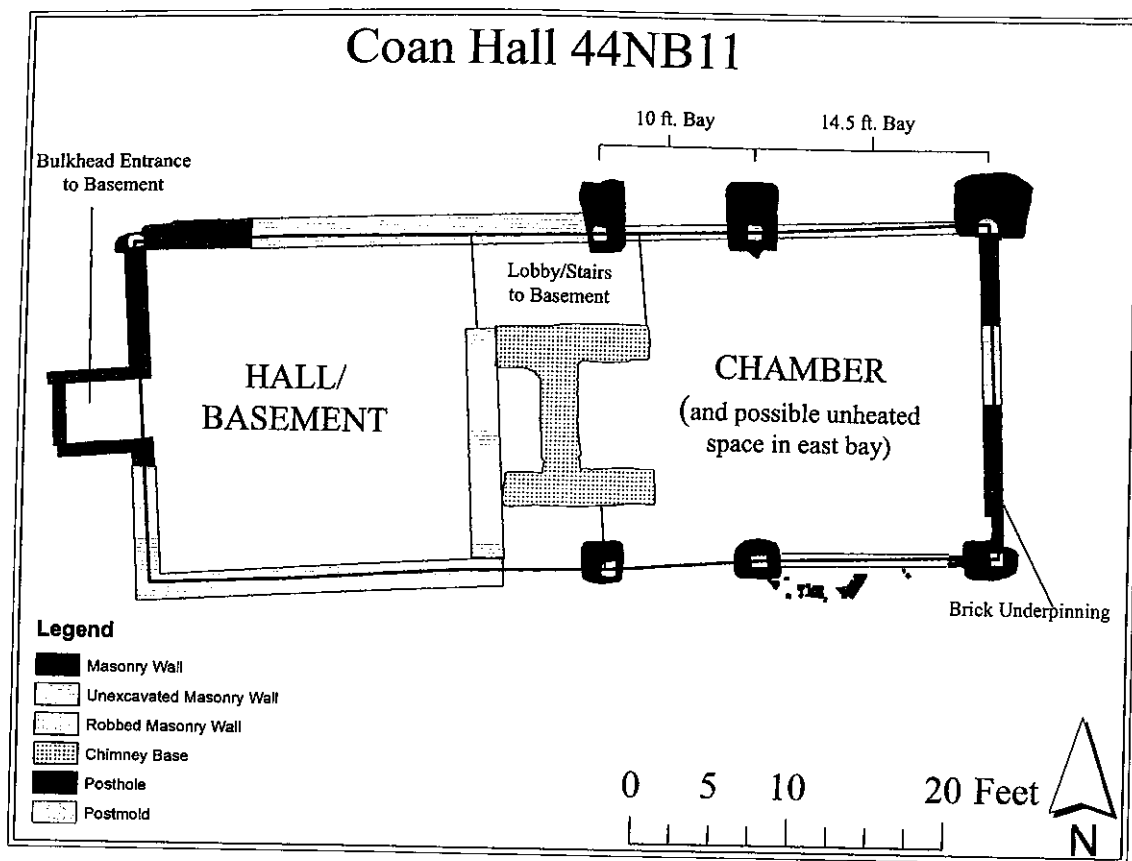 Coan Hall 44NB11
10 ft. Bay
14.5 ft. Bay
Bulkhead Entrance
to Basement
Lobby/Stairs
to Basement
HALL/
BASEMENT
CHAMBER
(and possible unheated
space in east bay)
Brick Underpinning
Legend
Masonry Wall
Unexcavated Masonry Wall
Robbed Masonry Wall
Chimney Base
Posthole
Postmold
0 5 10 20 Feet
N